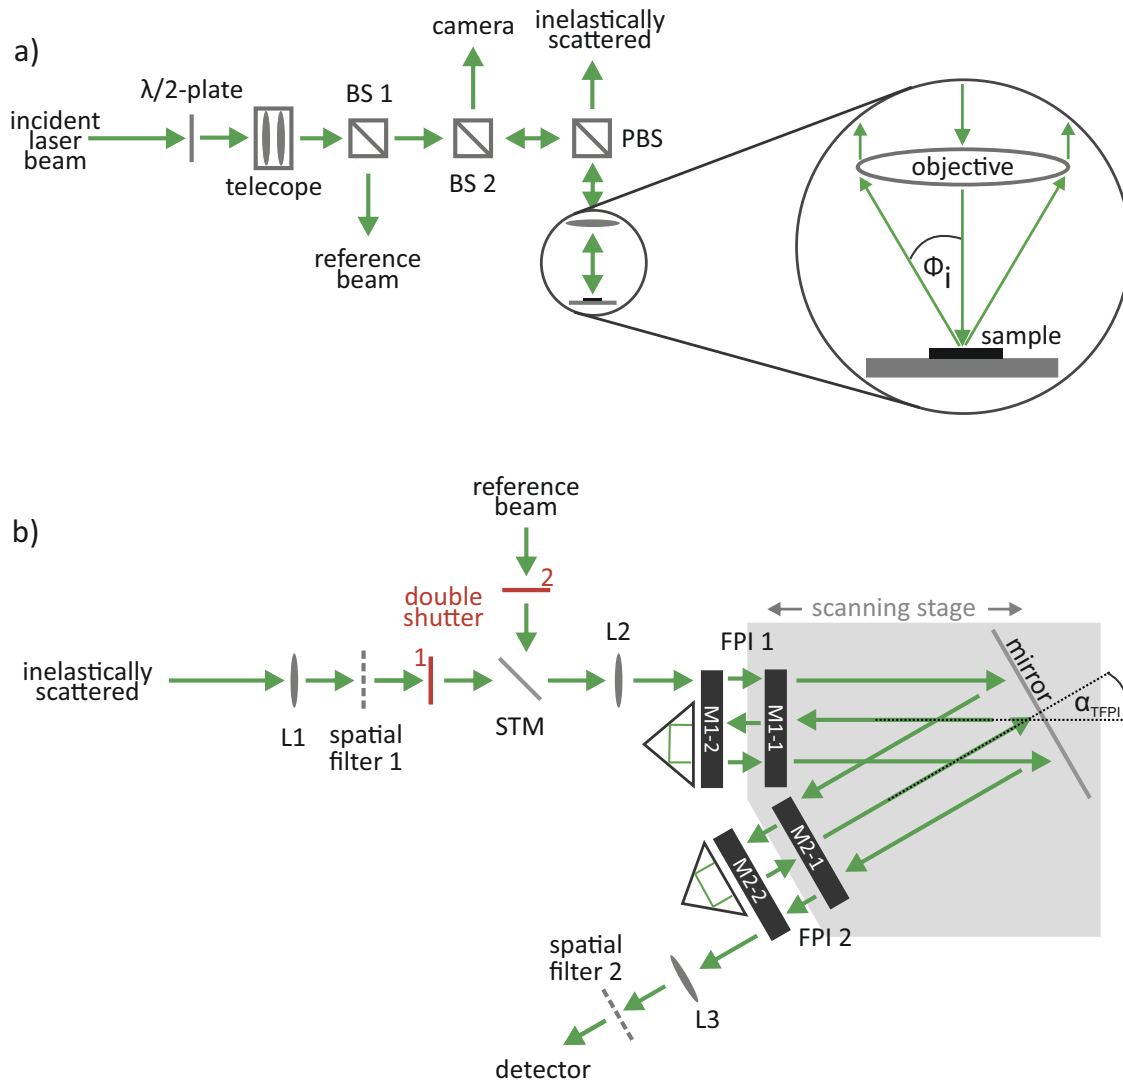 a)
camera
inelastically
scattered
λ/2-plate
BS 1
incident
laser
beam
PBS
telecope
BS 2
objective
reference
beam
Φi
sample
b)
reference
beam
2
double
shutter
scanning stage
1
L2
FPI 1
mirror
inelastically
scattered
αTFPI
L1
spatial
filter 1
STM
M1-2
M1-1
M2-1
M2-2
FPI 2
spatial
filter 2
L3
detector